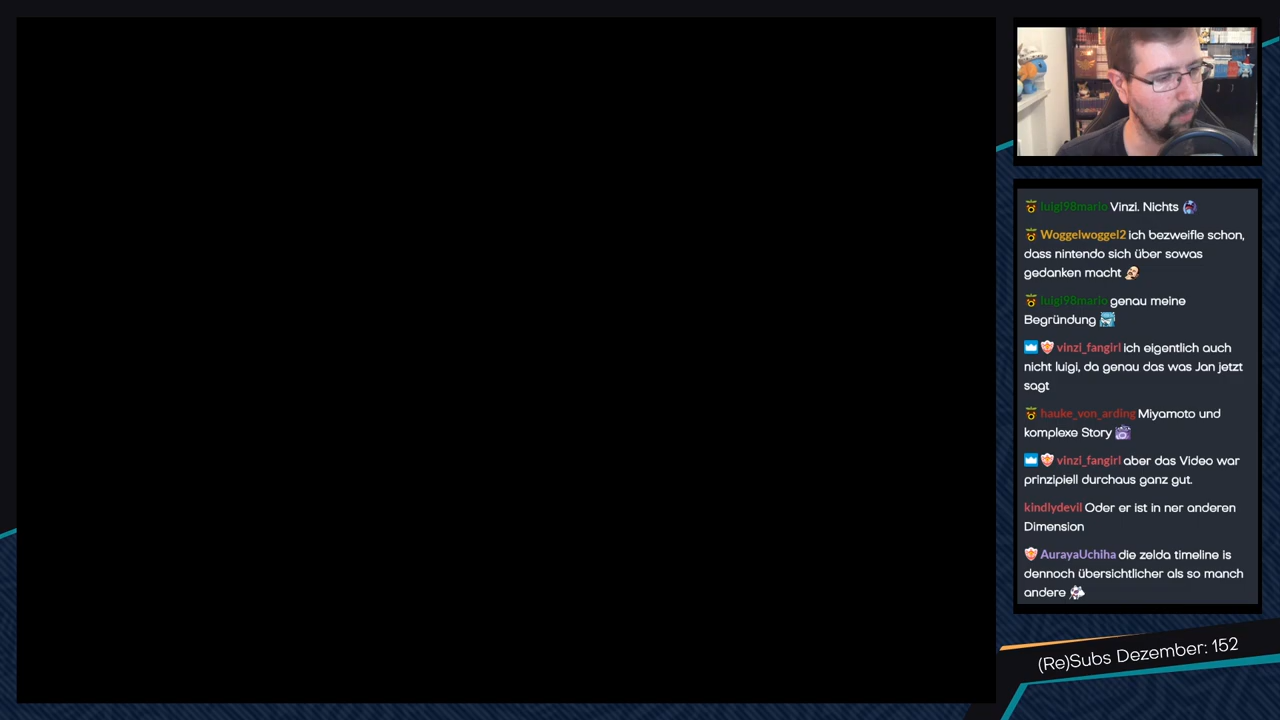 luigi98mario Vinzi. Nichts
Woggelwoggel2 ich bezweifle schon,
dass nintendo sich über sowas
gedanken macht
luigi98mario genau meine
Begründung
vinzi_fangirl ich eigentlich auch
nicht luigi, da genau das was Jan jetzt
sagt
hauke_von_arding Miyamoto und
komplexe Story
vinzi_fangirl aber das Video war
prinzipiell durchaus ganz gut.
kindlydevil Oder er ist in ner anderen
Dimension
AurayaUchiha die zelda timeline is
dennoch übersichtlicher als so manch
andere
(Re)Subs Dezember: 152